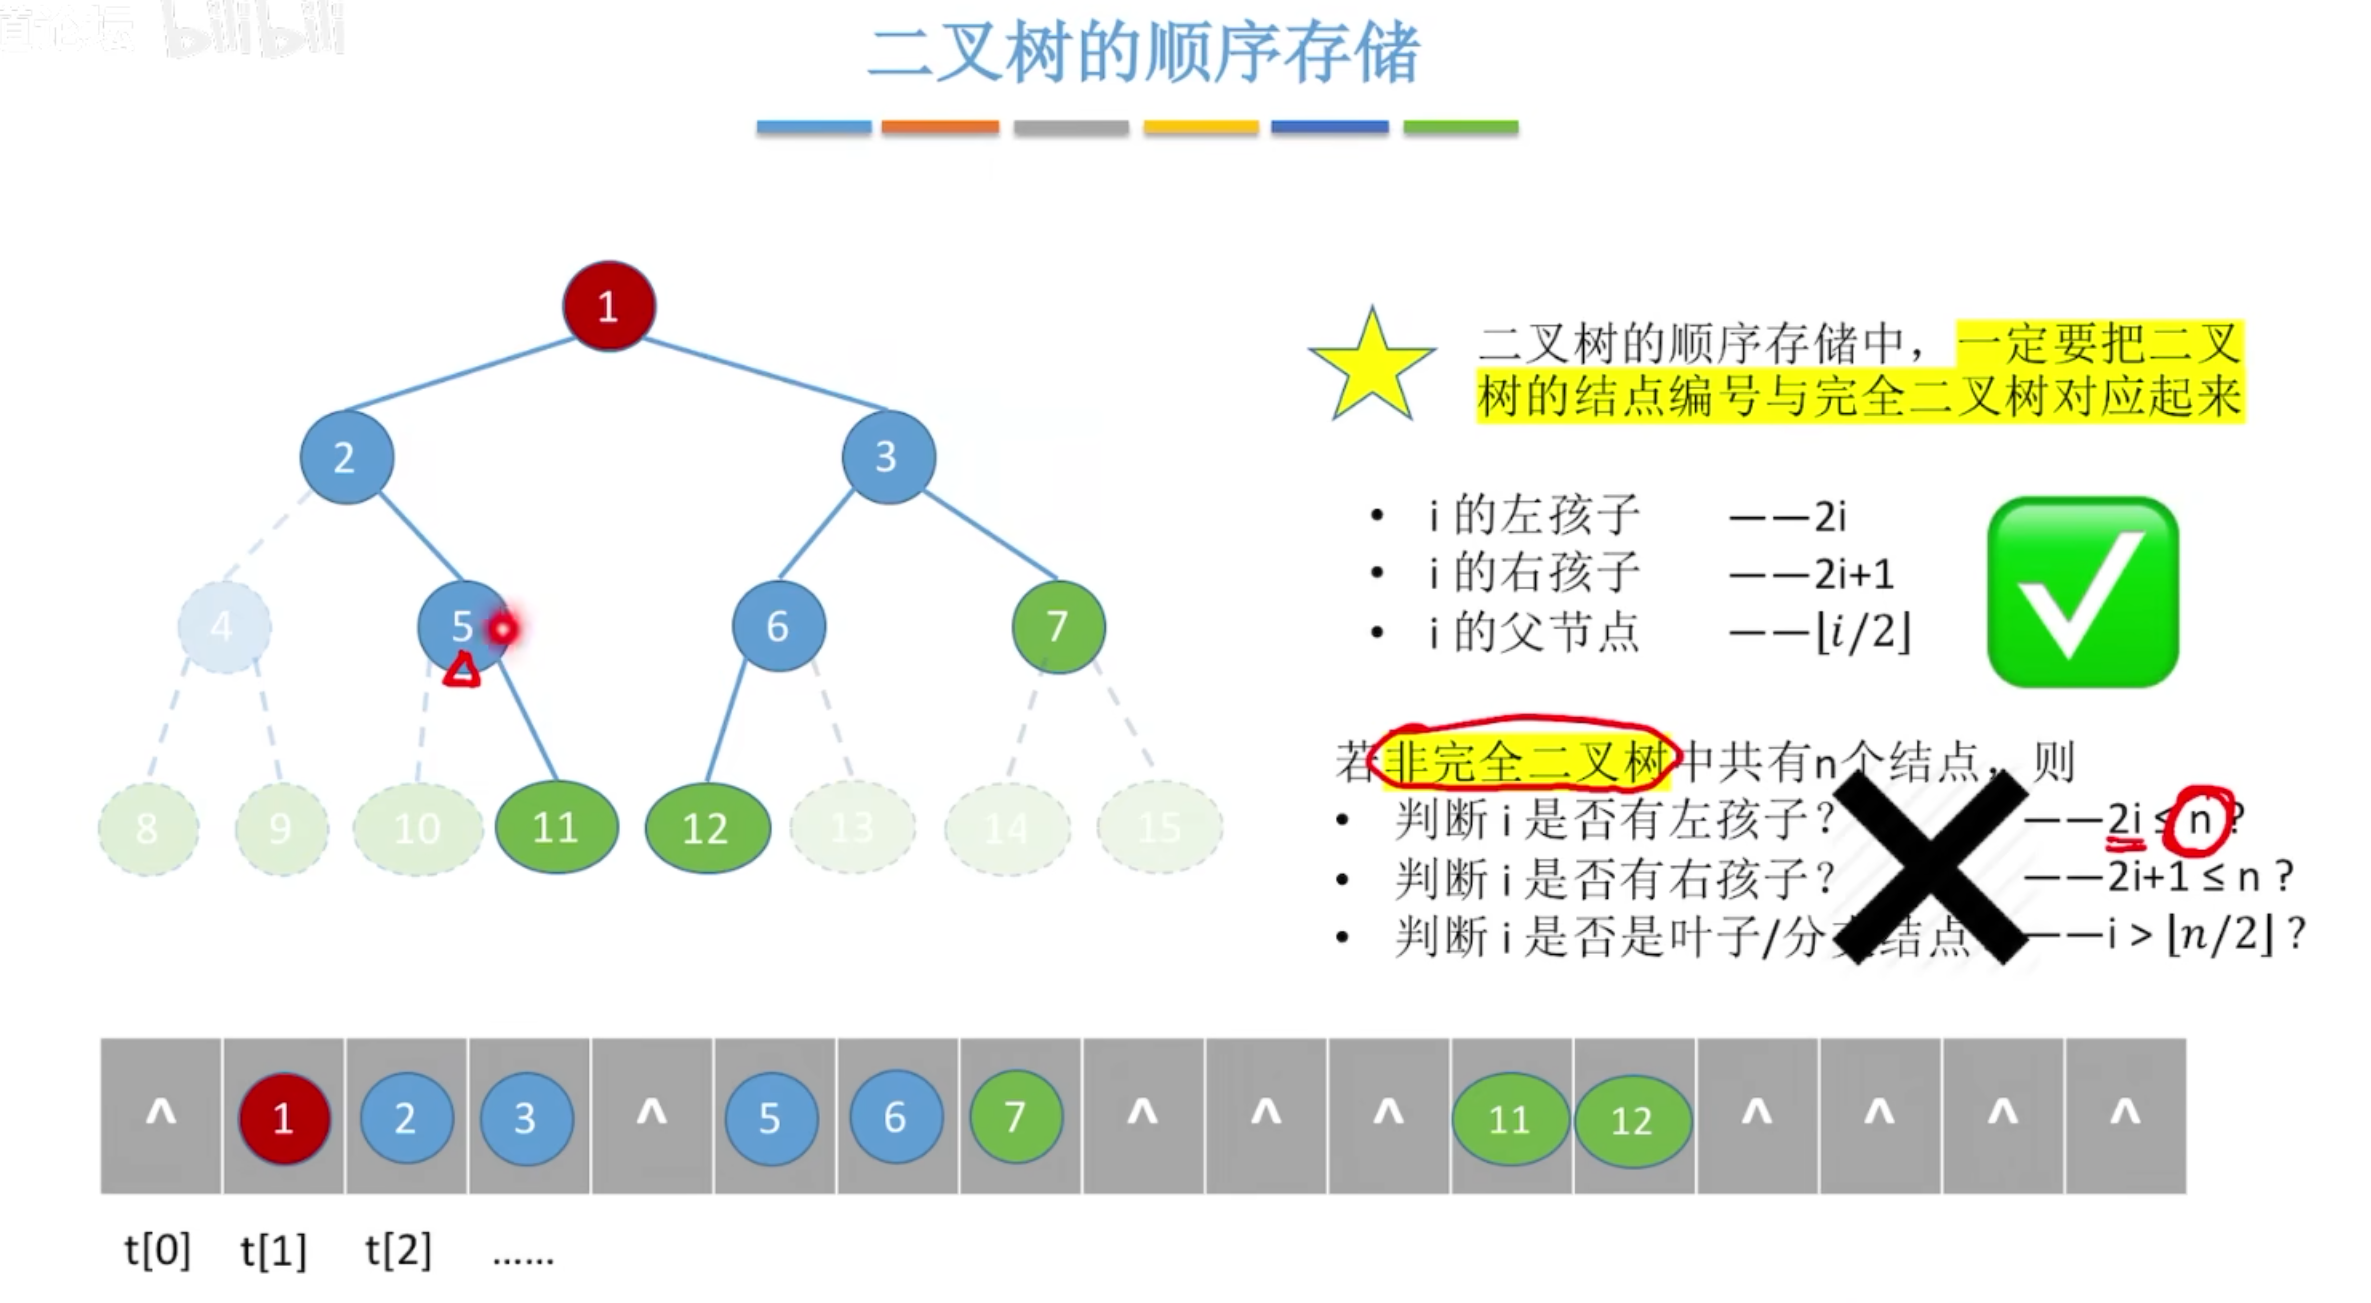 首论坛 bilibili
二叉树的顺序存储
1
2 3
4 5 6 7
8 9 10 11 12 13 14 15
二叉树的顺序存储中，一定要把二叉
树的结点编号与完全二叉树对应起来
• i 的左孩子 ——2i
• i 的右孩子 ——2i+1
• i 的父节点 ——⌊i/2⌋
若非完全二叉树中共有n个结点，则
• 判断 i 是否有左孩子？ ——2i ≤ n ?
• 判断 i 是否有右孩子？ ——2i+1 ≤ n ?
• 判断 i 是否是叶子/分支结点 ——i > ⌊n/2⌋ ?
^ 1 2 3 ^ 5 6 7 ^ ^ ^ 11 12 ^ ^ ^ ^
t[0] t[1] t[2] ......